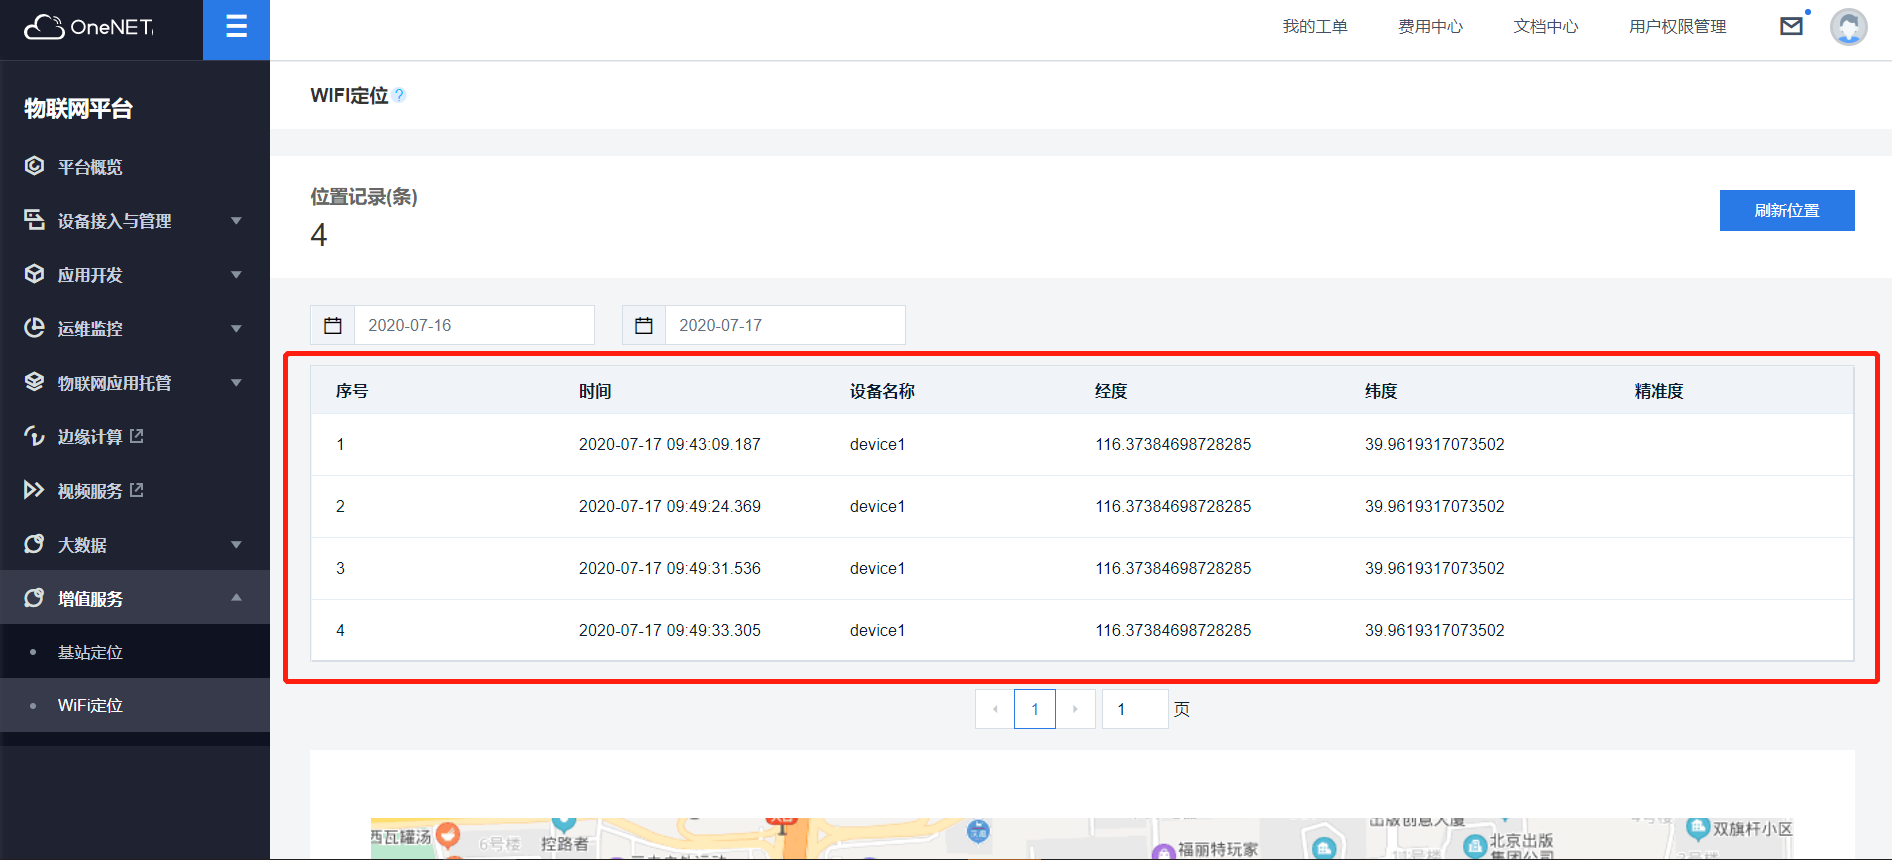 OneNET
我的工单 费用中心 文档中心 用户权限管理
物联网平台
平台概览
设备接入与管理
应用开发
运维监控
物联网应用托管
边缘计算
视频服务
大数据
增值服务
基站定位
WiFi定位
WIFI定位 ?
位置记录(条)
4
刷新位置
2020-07-16 2020-07-17
序号 时间 设备名称 经度 纬度 精准度
1 2020-07-17 09:43:09.187 device1 116.37384698728285 39.9619317073502
2 2020-07-17 09:49:24.369 device1 116.37384698728285 39.9619317073502
3 2020-07-17 09:49:31.536 device1 116.37384698728285 39.9619317073502
4 2020-07-17 09:49:33.305 device1 116.37384698728285 39.9619317073502
1 1 页
西瓦罐汤
6号楼
控路者
福丽特玩家
出版创意大厦
北京出版
集团公司
双旗杆小区